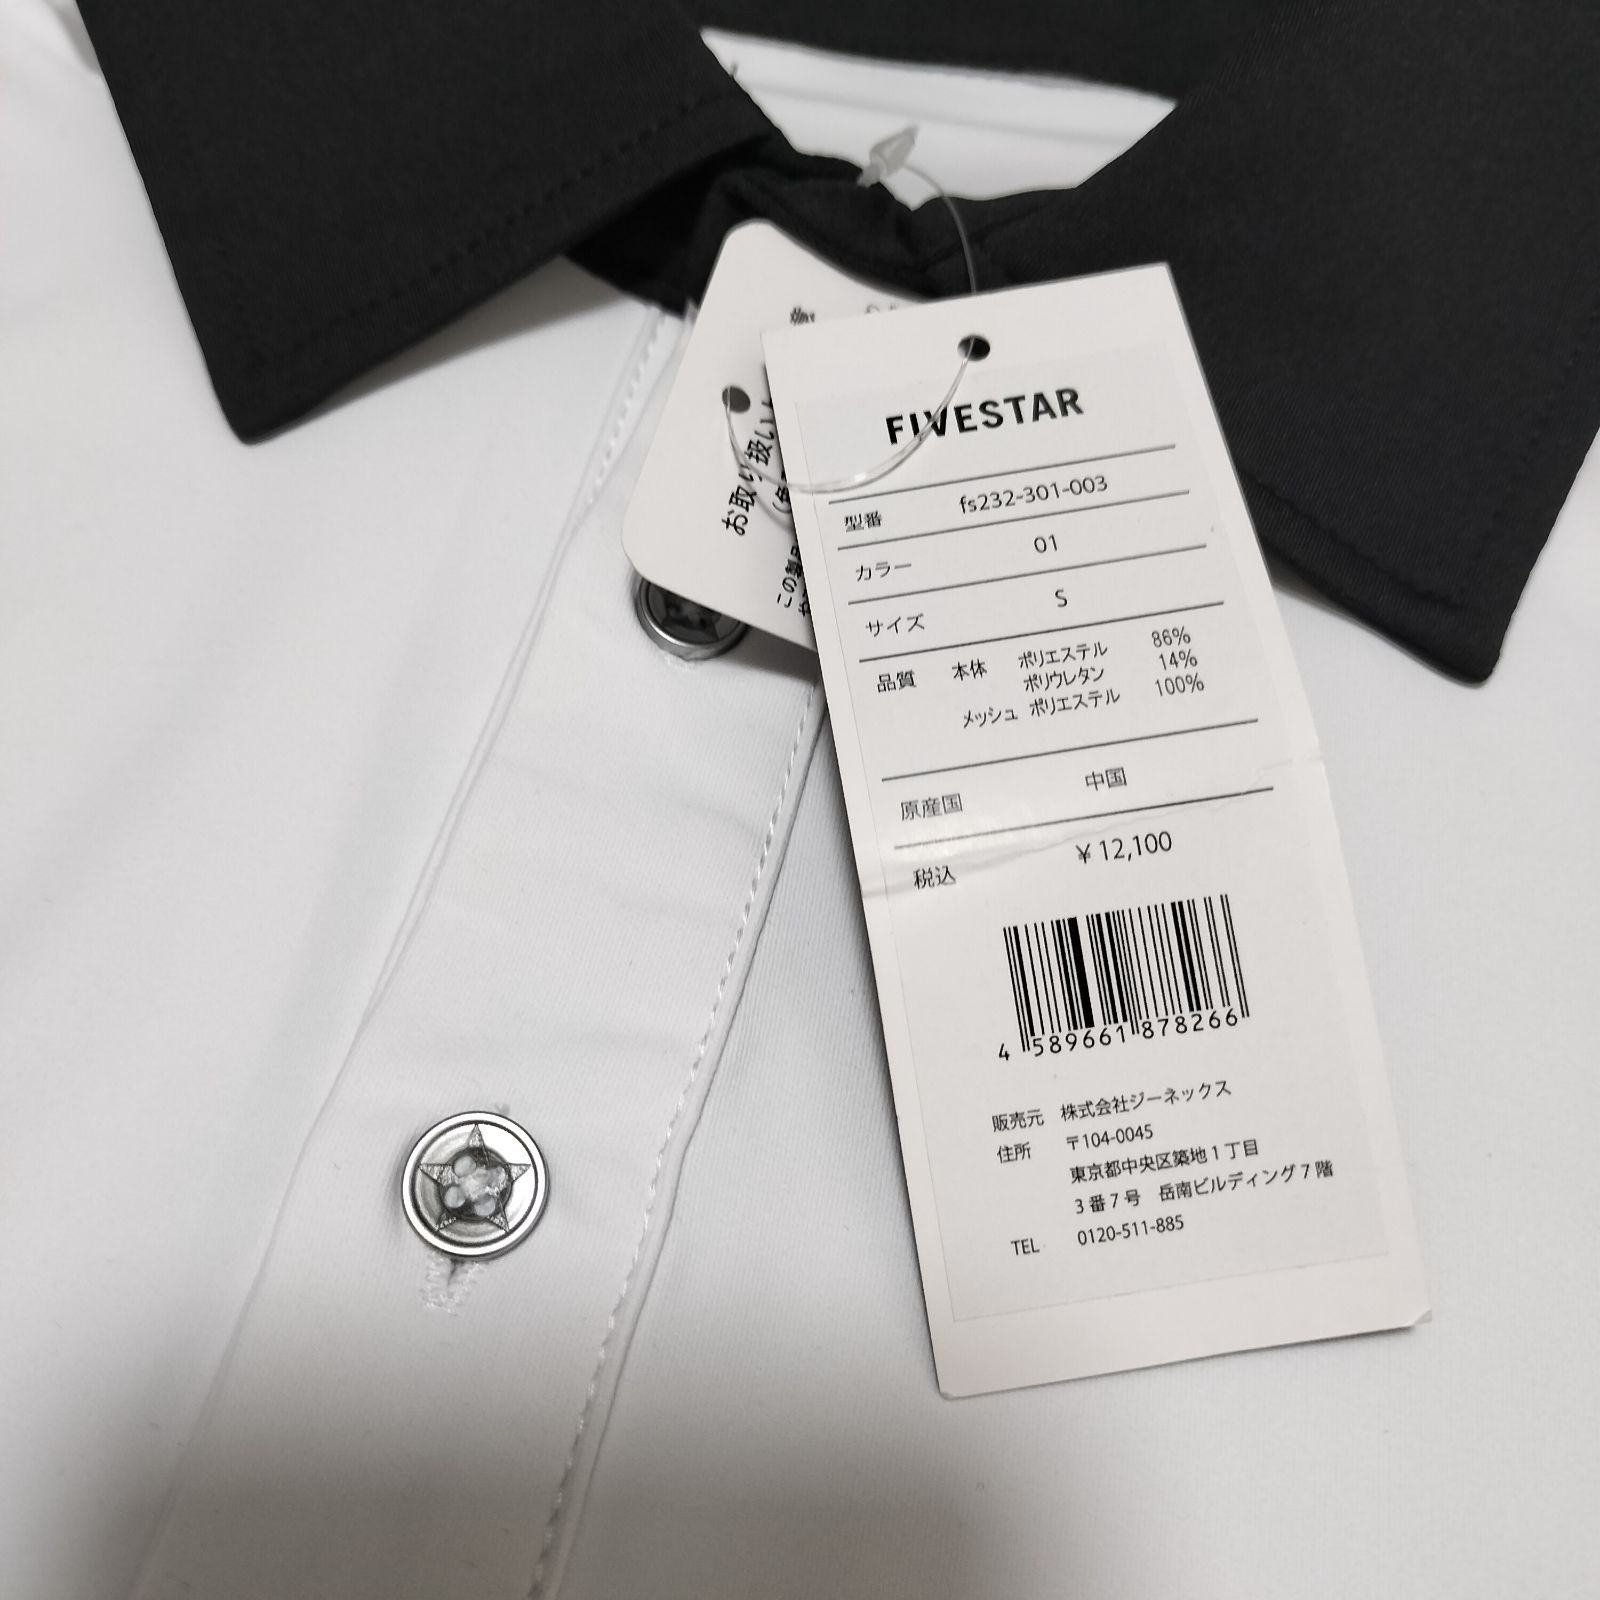 FIVESTAR
型番 fs232-301-003
カラー 01
サイズ S
品質 本体 ポリエステル 86%
ポリウレタン 14%
メッシュ ポリエステル 100%
原産国 中国
税込 ¥12,100
4 589661 878266
販売元 株式会社ジーネックス
住所 〒104-0045
東京都中央区築地1丁目
3番7号 岳南ビルディング7階
TEL 0120-511-885
お取り扱い
この製品